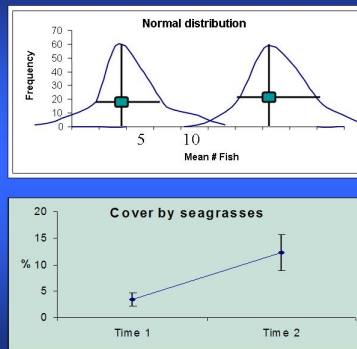 Normal distribution
70
60
50
40
30
20
10
0
Frequency
5 10
Mean # Fish
Cover by seagrasses
20
15
% 10
5
0
Time 1 Time 2